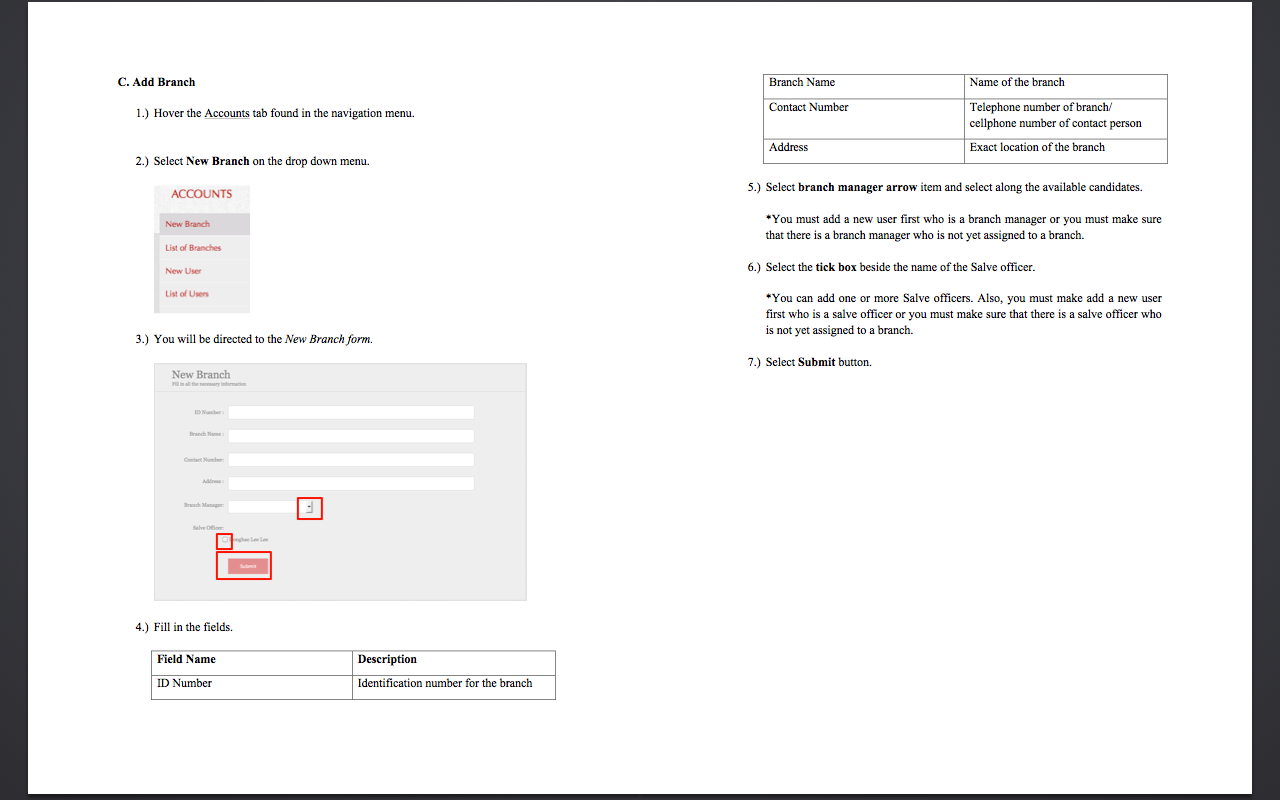 C. Add Branch
1.) Hover the Accounts tab found in the navigation menu.
2.) Select New Branch on the drop down menu.
ACCOUNTS
New Branch
List of Branches
New User
List of Users
3.) You will be directed to the New Branch form.
New Branch
Fill in all the necessary information
ID Number :
Branch Name :
Contact Number:
Address :
Branch Manager:
Salve Officer:
Lee Lee
Submit
4.) Fill in the fields.
Field Name Description
ID Number Identification number for the branch
Branch Name Name of the branch
Contact Number Telephone number of branch/
cellphone number of contact person
Address Exact location of the branch
5.) Select branch manager arrow item and select along the available candidates.
*You must add a new user first who is a branch manager or you must make sure
that there is a branch manager who is not yet assigned to a branch.
6.) Select the tick box beside the name of the Salve officer.
*You can add one or more Salve officers. Also, you must make add a new user
first who is a salve officer or you must make sure that there is a salve officer who
is not yet assigned to a branch.
7.) Select Submit button.